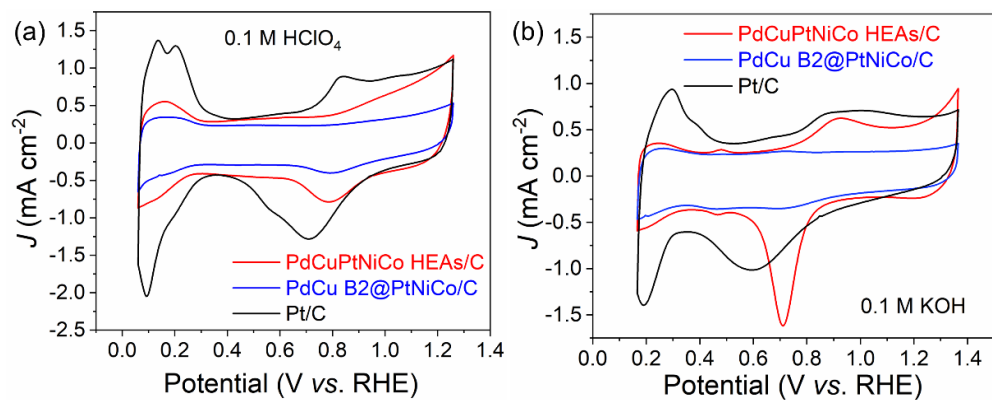 (a)
0.1 M HClO₄
1.5
1.0
0.5
0.0
-0.5
-1.0
-1.5
-2.0
-2.5
J (mA cm⁻²)
PdCuPtNiCo HEAs/C
PdCu B2@PtNiCo/C
Pt/C
0.0 0.2 0.4 0.6 0.8 1.0 1.2 1.4
Potential (V vs. RHE)
(b)
PdCuPtNiCo HEAs/C
PdCu B2@PtNiCo/C
Pt/C
1.5
1.0
0.5
0.0
-0.5
-1.0
-1.5
J (mA cm⁻²)
0.1 M KOH
0.0 0.2 0.4 0.6 0.8 1.0 1.2 1.4
Potential (V vs. RHE)